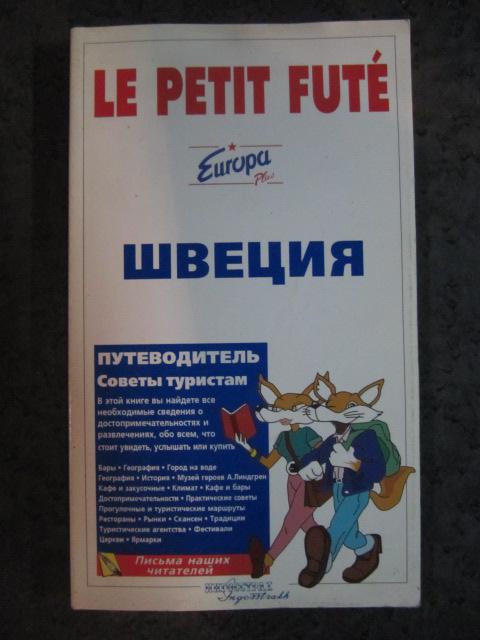 LE PETIT FUTÉ
Europa
Plus
ШВЕЦИЯ
ПУТЕВОДИТЕЛЬ
Советы туристам
В этой книге вы найдете все
необходимые сведения о
достопримечательностях и
развлечениях, обо всем, что
стоит увидеть, услышать или купить
Бары • География • Город на воде
География • История • Музей героев А.Линдгрен
Кафе и закусочные • Климат • Кафе и бары
Достопримечательности • Практические советы
Прогулочные и туристические маршруты
Рестораны • Рынки • Скансен • Традиции
Туристические агентства • Фестивали
Церкви • Ярмарки
Письма наших
читателей